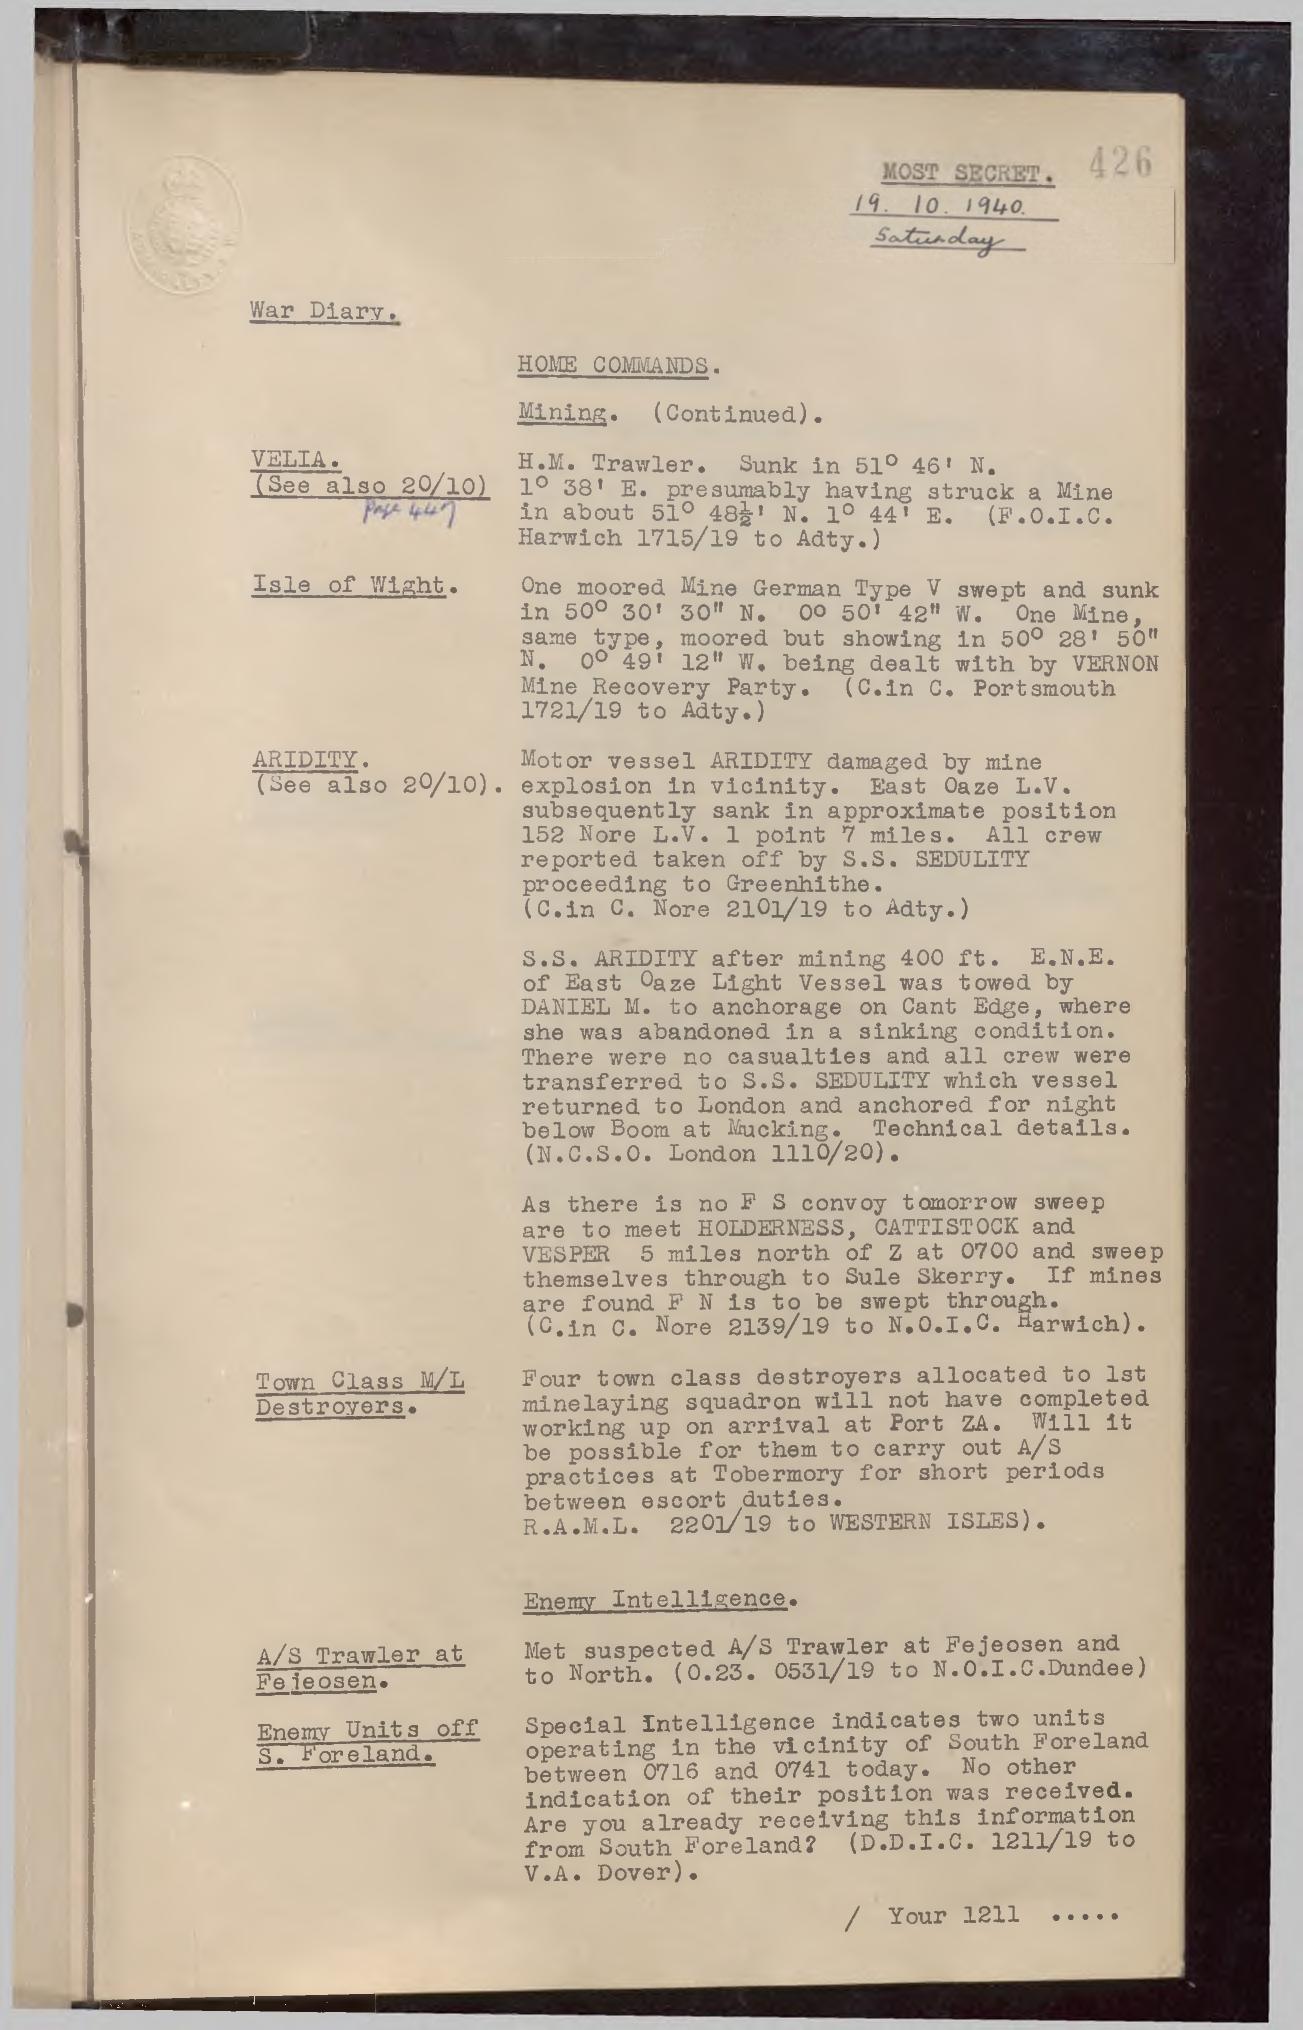 MOST SECRET. 426
19. 10. 1940.
Saturday
War Diary.
HOME COMMANDS.
Mining. (Continued).
VELIA.
(See also 20/10)
Page 447
H.M. Trawler. Sunk in 51° 46' N.
1° 38' E. presumably having struck a Mine
in about 51° 48½' N. 1° 44' E. (F.O.I.C.
Harwich 1715/19 to Adty.)
Isle of Wight.
One moored Mine German Type V swept and sunk
in 50° 30' 30" N. 0° 50' 42" W. One Mine,
same type, moored but showing in 50° 28' 50"
N. 0° 49' 12" W. being dealt with by VERNON
Mine Recovery Party. (C.in C. Portsmouth
1721/19 to Adty.)
ARIDITY.
(See also 20/10).
Motor vessel ARIDITY damaged by mine
explosion in vicinity. East Oaze L.V.
subsequently sank in approximate position
152 Nore L.V. 1 point 7 miles. All crew
reported taken off by S.S. SEDULITY
proceeding to Greenhithe.
(C.in C. Nore 2101/19 to Adty.)
S.S. ARIDITY after mining 400 ft. E.N.E.
of East Oaze Light Vessel was towed by
DANIEL M. to anchorage on Cant Edge, where
she was abandoned in a sinking condition.
There were no casualties and all crew were
transferred to S.S. SEDULITY which vessel
returned to London and anchored for night
below Boom at Mucking. Technical details.
(N.C.S.O. London 1110/20).
As there is no F S convoy tomorrow sweep
are to meet HOLDERNESS, CATTISTOCK and
VESPER 5 miles north of Z at 0700 and sweep
themselves through to Sule Skerry. If mines
are found F N is to be swept through.
(C.in C. Nore 2139/19 to N.O.I.C. Harwich).
Town Class M/L
Destroyers.
Four town class destroyers allocated to 1st
minelaying squadron will not have completed
working up on arrival at Port ZA. Will it
be possible for them to carry out A/S
practices at Tobermory for short periods
between escort duties.
R.A.M.L. 2201/19 to WESTERN ISLES).
Enemy Intelligence.
A/S Trawler at
Fejeosen.
Met suspected A/S Trawler at Fejeosen and
to North. (0.23. 0531/19 to N.O.I.C.Dundee)
Enemy Units off
S. Foreland.
Special Intelligence indicates two units
operating in the vicinity of South Foreland
between 0716 and 0741 today. No other
indication of their position was received.
Are you already receiving this information
from South Foreland? (D.D.I.C. 1211/19 to
V.A. Dover).
/ Your 1211 .....